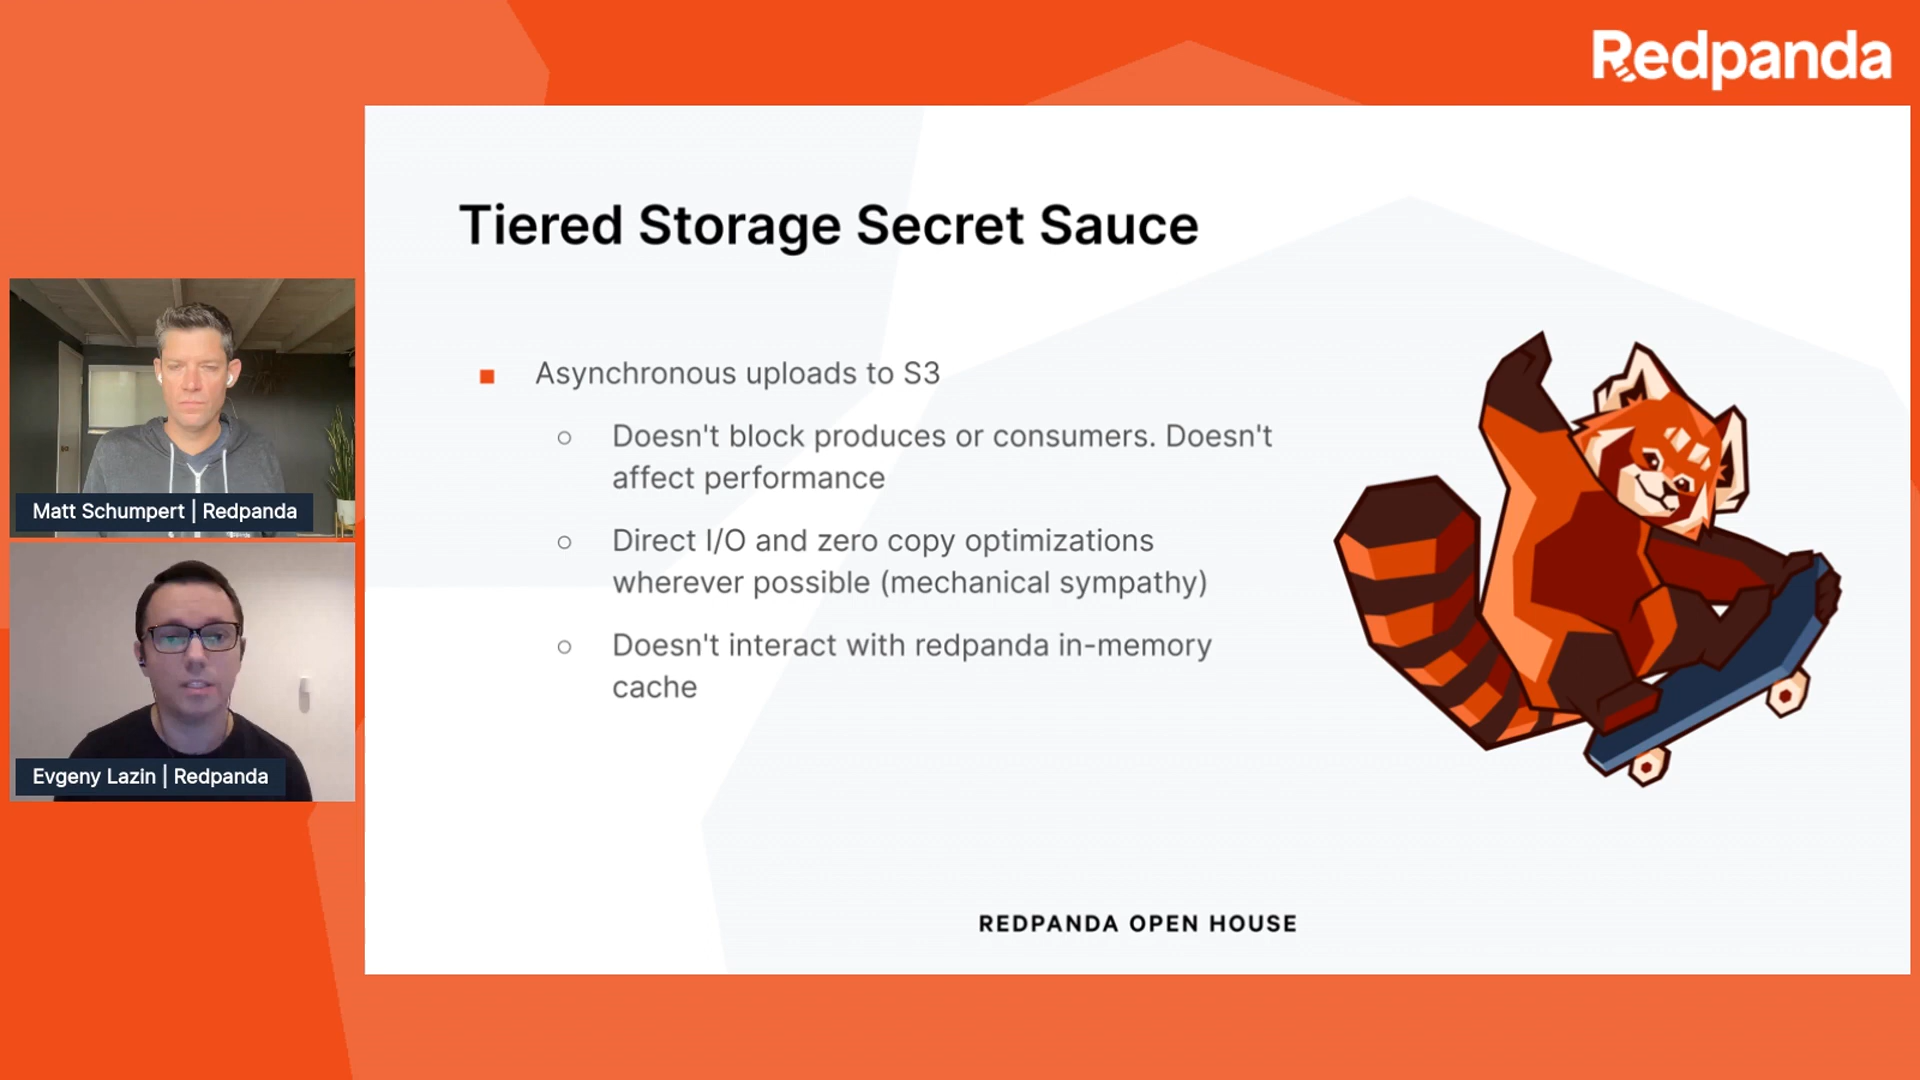 Redpanda
Tiered Storage Secret Sauce
Asynchronous uploads to S3
Doesn't block produces or consumers. Doesn't
affect performance
Direct I/O and zero copy optimizations
wherever possible (mechanical sympathy)
Doesn't interact with redpanda in-memory
cache
REDPANDA OPEN HOUSE
Matt Schumpert | Redpanda
Evgeny Lazin | Redpanda